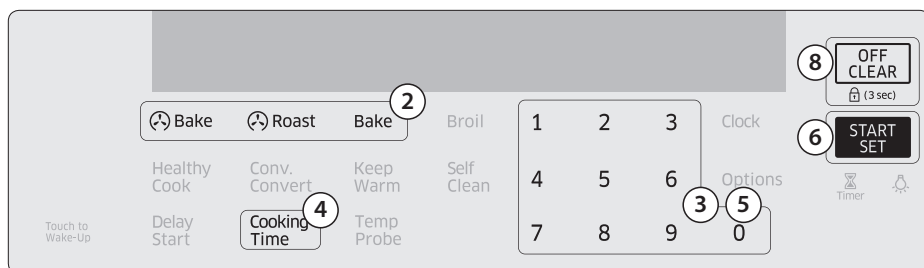 8
OFF
CLEAR
(3 sec)
2
Bake Roast Bake Broil 1 2 3 Clock
6
START
SET
Healthy
Cook
Conv.
Convert
Keep
Warm
Self
Clean
4 5 6 Options
Timer
3 5
4
Touch to
Wake-Up
Delay
Start
Cooking
Time
Temp
Probe
7 8 9 0